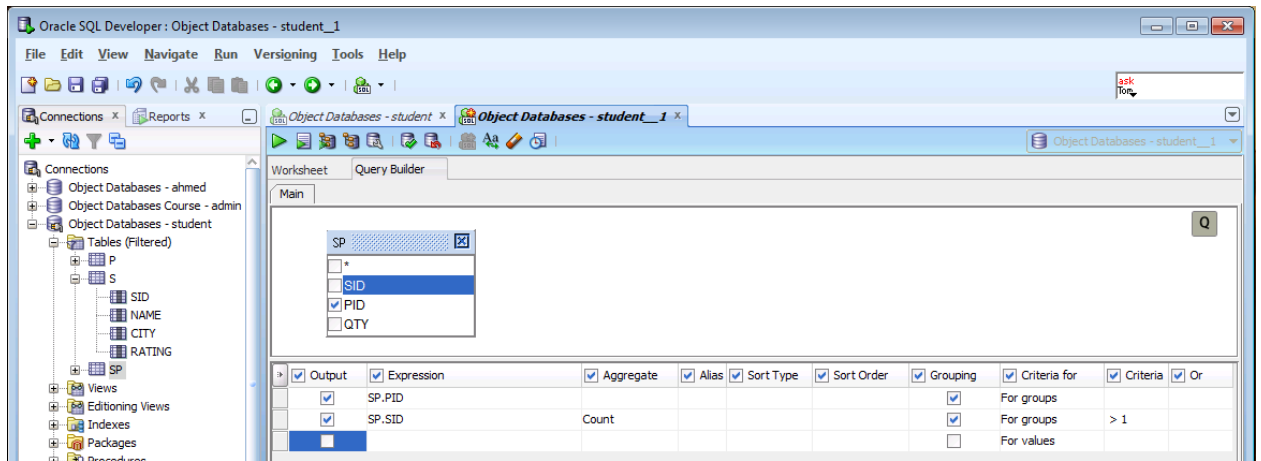 Oracle SQL Developer : Object Databases - student__1
File Edit View Navigate Run Versioning Tools Help
ask
Tom
Connections x Reports x
Object Databases - student x Object Databases - student__1 x
Object Databases - student__1
Connections
Object Databases - ahmed
Object Databases Course - admin
Object Databases - student
Tables (Filtered)
P
S
SID
NAME
CITY
RATING
SP
Views
Editioning Views
Indexes
Packages
Procedures
Worksheet Query Builder
Main
Q
SP
*
SID
PID
QTY
Output Expression Aggregate Alias Sort Type Sort Order Grouping Criteria for Criteria Or
SP.PID For groups
SP.SID Count For groups > 1
For values